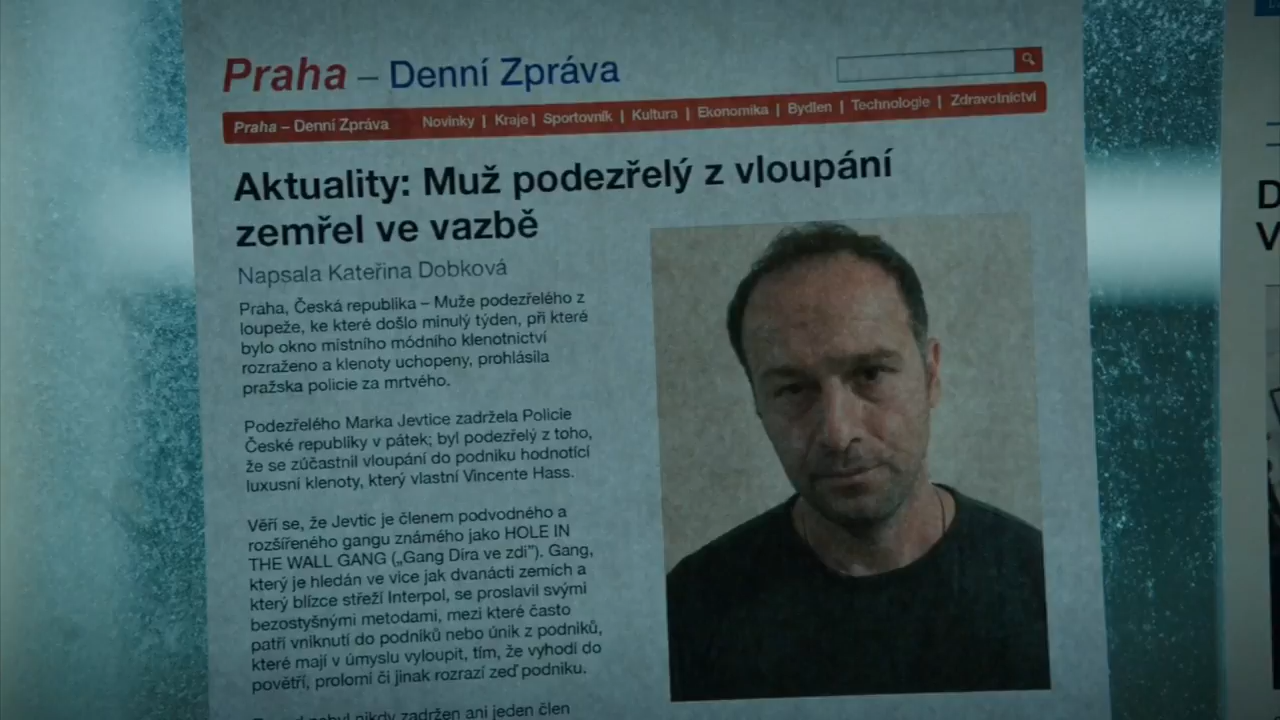 Praha – Denní Zpráva
Praha – Denní Zpráva Novinky | Kraje | Sportovník | Kultura | Ekonomika | Bydlen | Technologie | Zdravotnictví
Aktuality: Muž podezřelý z vloupání
zemřel ve vazbě
Napsala Kateřina Dobková
Praha, Česká republika – Muže podezřelého z
loupeže, ke které došlo minulý týden, při které
bylo okno místního módního klenotnictví
rozraženo a klenoty uchopeny, prohlásila
pražska policie za mrtvého.
Podezřelého Marka Jevtice zadržela Policie
České republiky v pátek; byl podezřelý z toho,
že se zúčastnil vloupání do podniku hodnotící
luxusní klenoty, který vlastní Vincente Hass.
Věří se, že Jevtic je členem podvodného a
rozšířeného gangu známého jako HOLE IN
THE WALL GANG („Gang Díra ve zdi"). Gang,
který je hledán ve více jak dvanácti zemích a
který blízce střeží Interpol, se proslavil svými
bezostyšnými metodami, mezi které často
patří vniknutí do podniků nebo únik z podniků,
které mají v úmyslu vyloupit, tím, že vyhodí do
povětří, prolomí či jinak rozrazí zeď podniku.
nebyl nikdy zadržen ani jeden člen
D
V